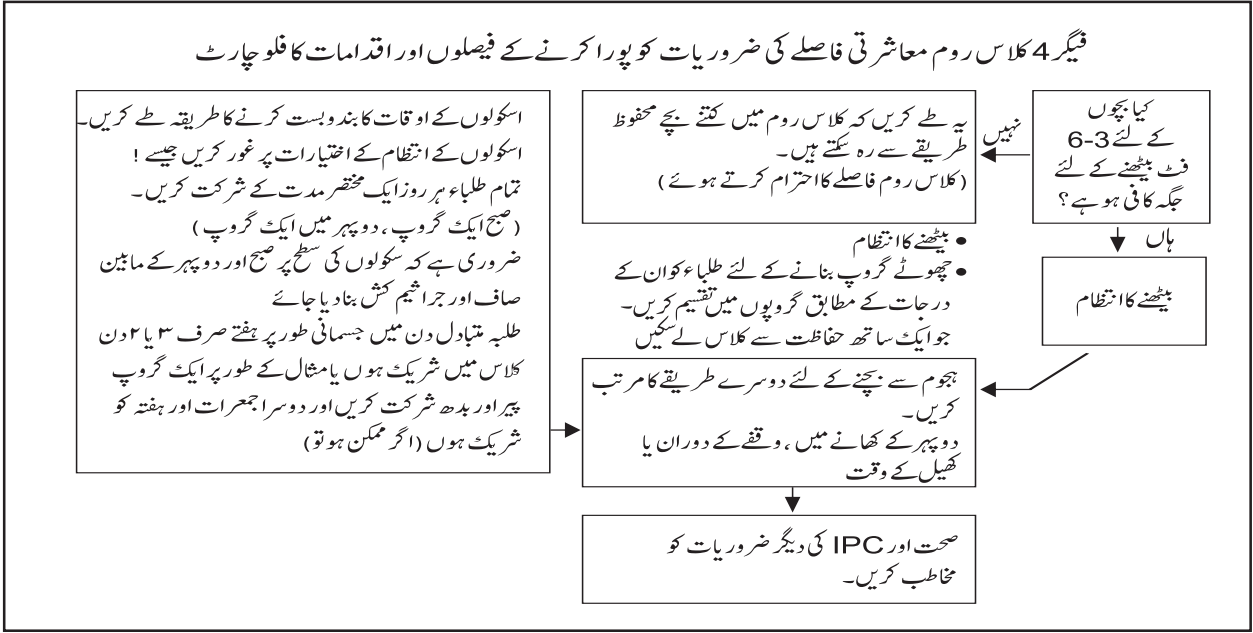 فیگر 4 کلاس روم معاشرتی فاصلے کی ضروریات کو پورا کرنے کے فیصلوں اور اقدامات کا فلو چارٹ
کیا بچوں
کے لئے 3-6
فٹ بیٹھنے کے لئے
جگہ کافی ہو ہے؟
نہیں
یہ طے کریں کہ کلاس روم میں کتنے بچے محفوظ
طریقے سے رہ سکتے ہیں۔
(کلاس روم فاصلے کا احترام کرتے ہوئے)
ہاں
بیٹھنے کا انتظام
• بیٹھنے کا انتظام
• چھوٹے گروپ بنانے کے لئے طلباء کو ان کے
درجات کے مطابق گروپوں میں تقسیم کریں۔
جو ایک ساتھ حفاظت سے کلاس لے سکیں
اسکولوں کے اوقات کا بندوبست کرنے کا طریقہ طے کریں۔
اسکولوں کے انتظام کے اختیارات پر غور کریں جیسے !
تمام طلباء ہر روز ایک مختصر مدت کے شرکت کریں۔
(صبح ایک گروپ، دوپہر میں ایک گروپ)
ضروری ہے کہ سکولوں کی سطح پر صبح اور دوپہر کے مابین
صاف اور جراثیم کش بنا دیا جائے
طلبہ متبادل دن میں جسمانی طور پر ہفتے صرف ۳ یا ۲ دن
کلاس میں شریک ہوں یا مثال کے طور پر ایک گروپ
پیر اور بدھ شرکت کریں اور دوسرا جمعرات اور ہفتہ کو
شریک ہوں (اگر ممکن ہو تو)
ہجوم سے بچنے کے لئے دوسرے طریقے کا مرتب
کریں۔
دوپہر کے کھانے میں، وقفے کے دوران یا
کھیل کے وقت
صحت اور IPC کی دیگر ضروریات کو
مخاطب کریں۔